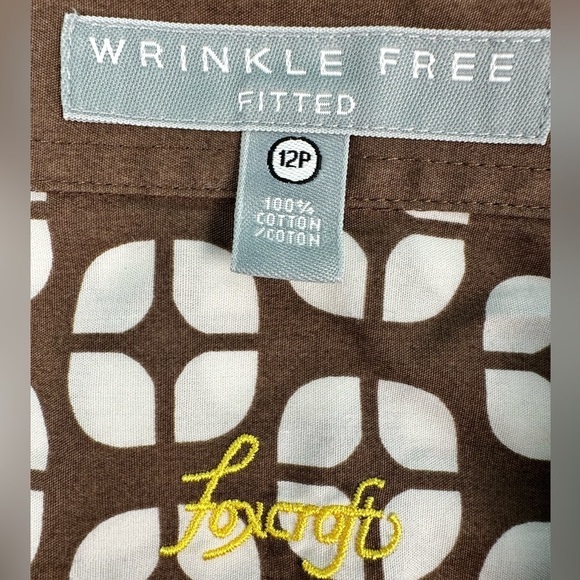 WRINKLE FREE
FITTED
12P
100%
COTTON
/COTON
foxcroft